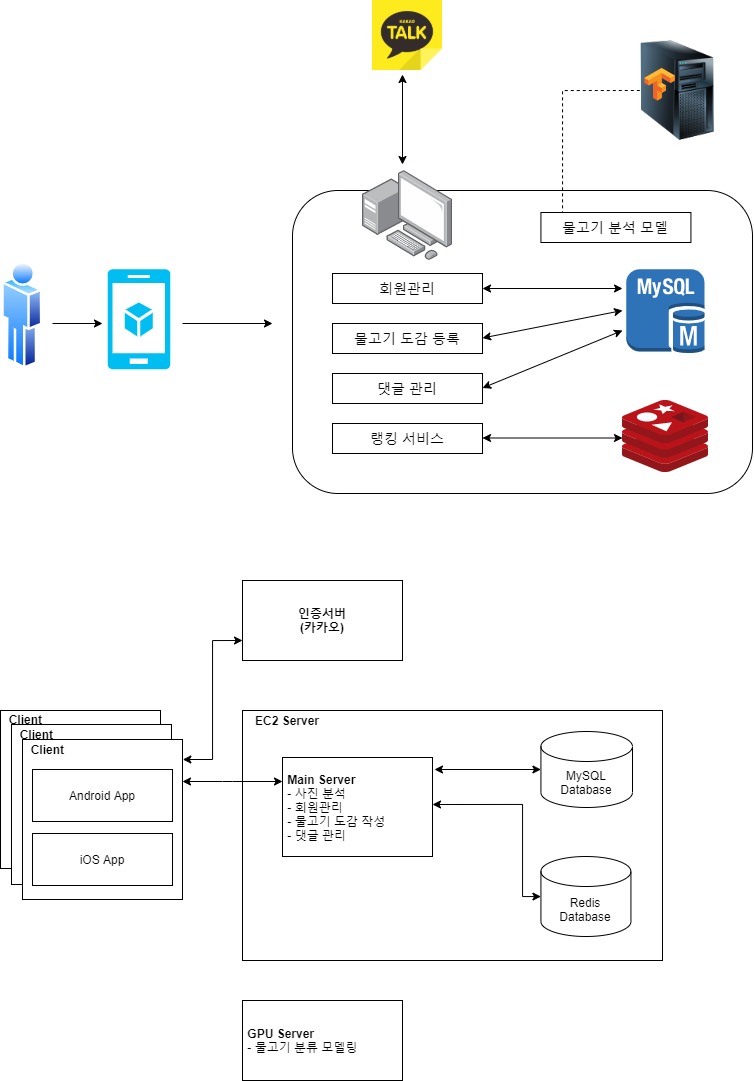 KAKAO
TALK
물고기 분석 모델
회원관리
MySQL
물고기 도감 등록
M
댓글 관리
랭킹 서비스
인증서버
(카카오)
Client
Client
Client
Android App
iOS App
EC2 Server
Main Server
- 사진 분석
- 회원관리
- 물고기 도감 작성
- 댓글 관리
MySQL
Database
Redis
Database
GPU Server
- 물고기 분류 모델링